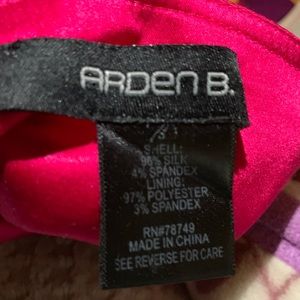 ARDEN B.
SHELL:
96% SILK
4% SPANDEX
LINING:
97% POLYESTER
3% SPANDEX
RN#78749
MADE IN CHINA
SEE REVERSE FOR CARE